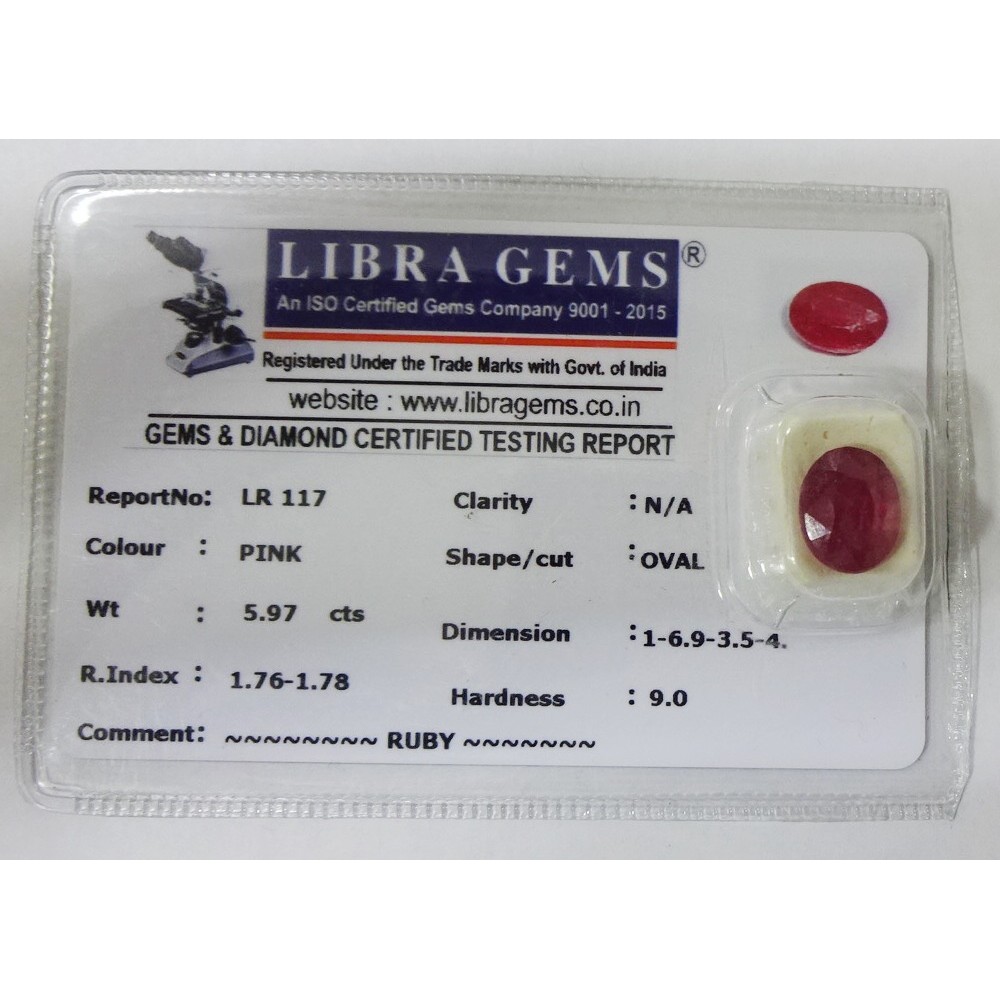 LIBRA GEMS ®
An ISO Certified Gems Company 9001 - 2015
Registered Under the Trade Marks with Govt. of India
website : www.libragems.co.in
GEMS & DIAMOND CERTIFIED TESTING REPORT
ReportNo: LR 117 Clarity : N/A
Colour : PINK Shape/cut : OVAL
Wt : 5.97 cts Dimension : 1-6.9-3.5-4.
R.Index : 1.76-1.78 Hardness : 9.0
Comment: ~~~~~~~~ RUBY ~~~~~~~